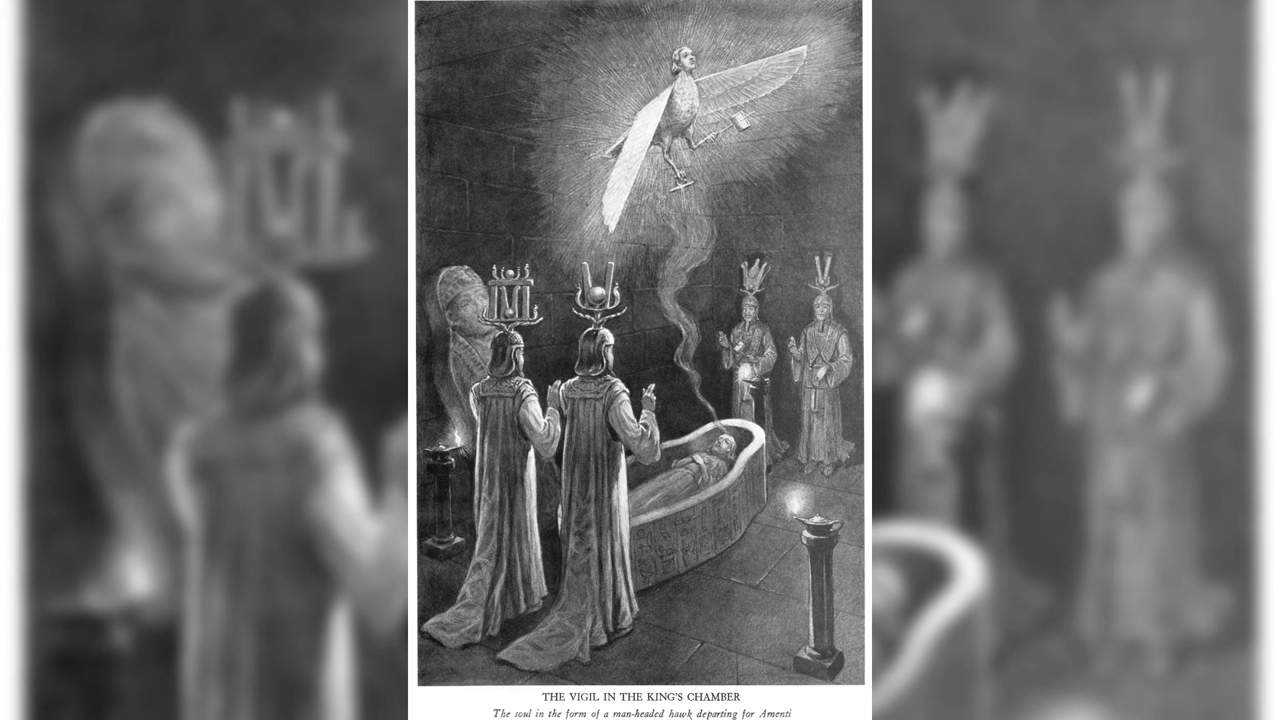 THE VIGIL IN THE KING'S CHAMBER
The soul in the form of a man-headed hawk departing for Amenti